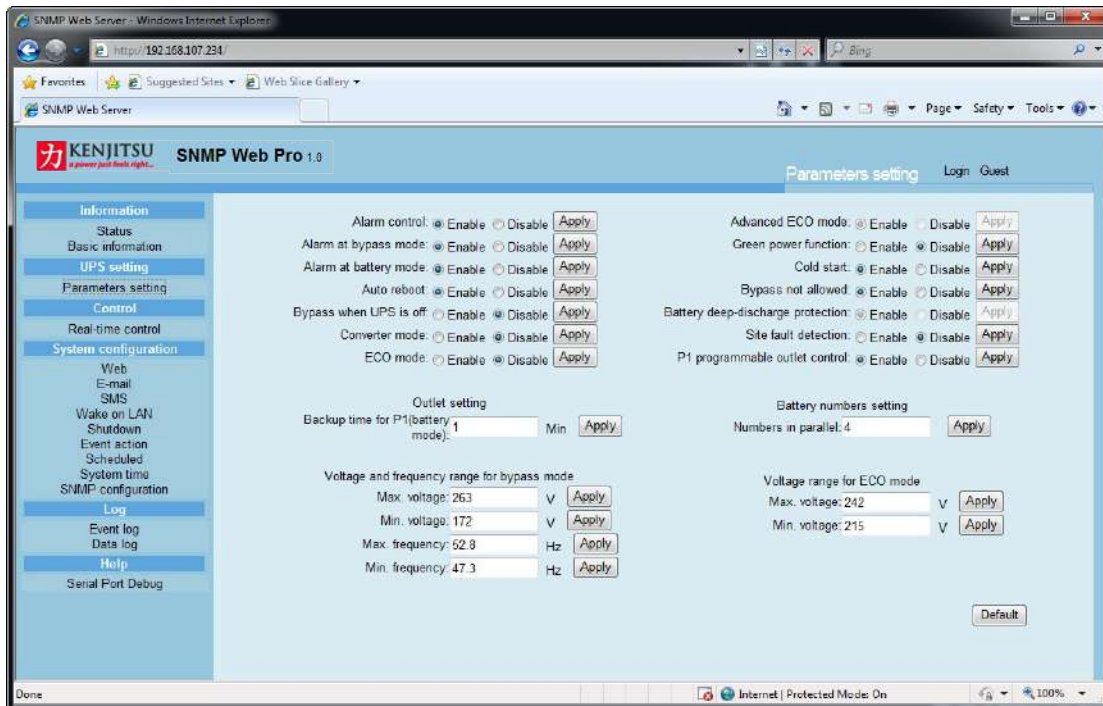 SNMP Web Server - Windows Internet Explorer
http://192.168.107.234/
Bing
Favorites Suggested Sites Web Slice Gallery
SNMP Web Server
Page Safety Tools
力 KENJITSU
a power just feels right...
SNMP Web Pro 1.0
Parameters setting Login Guest
Information
Status
Basic information
UPS setting
Parameters setting
Control
Real-time control
System configuration
Web
E-mail
SMS
Wake on LAN
Shutdown
Event action
Scheduled
System time
SNMP configuration
Log
Event log
Data log
Help
Serial Port Debug
Alarm control: Enable Disable Apply
Alarm at bypass mode: Enable Disable Apply
Alarm at battery mode: Enable Disable Apply
Auto reboot: Enable Disable Apply
Bypass when UPS is off: Enable Disable Apply
Converter mode: Enable Disable Apply
ECO mode: Enable Disable Apply
Advanced ECO mode: Enable Disable Apply
Green power function: Enable Disable Apply
Cold start: Enable Disable Apply
Bypass not allowed: Enable Disable Apply
Battery deep-discharge protection: Enable Disable Apply
Site fault detection: Enable Disable Apply
P1 programmable outlet control: Enable Disable Apply
Outlet setting
Backup time for P1(battery
mode): 1 Min Apply
Battery numbers setting
Numbers in parallel: 4 Apply
Voltage and frequency range for bypass mode
Max. voltage: 263 V Apply
Min. voltage: 172 V Apply
Max. frequency: 52.8 Hz Apply
Min. frequency: 47.3 Hz Apply
Voltage range for ECO mode
Max. voltage: 242 V Apply
Min. voltage: 215 V Apply
Default
Done
Internet | Protected Mode: On
100%